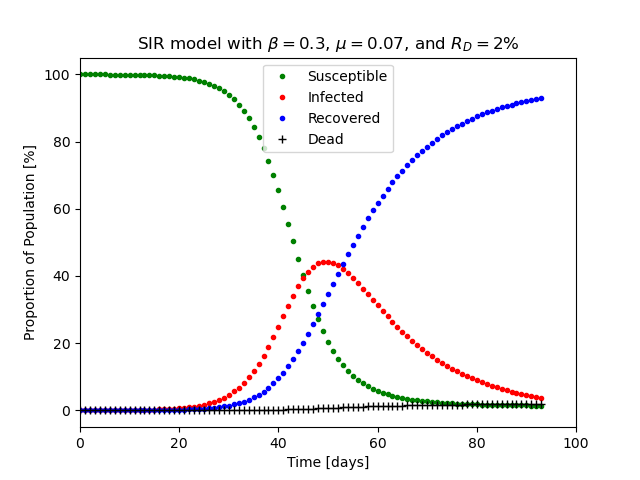 SIR model with β = 0.3, μ = 0.07, and R_D = 2%
Susceptible
Infected
Recovered
Dead
Proportion of Population [%]
100
80
60
40
20
0
0 20 40 60 80 100
Time [days]